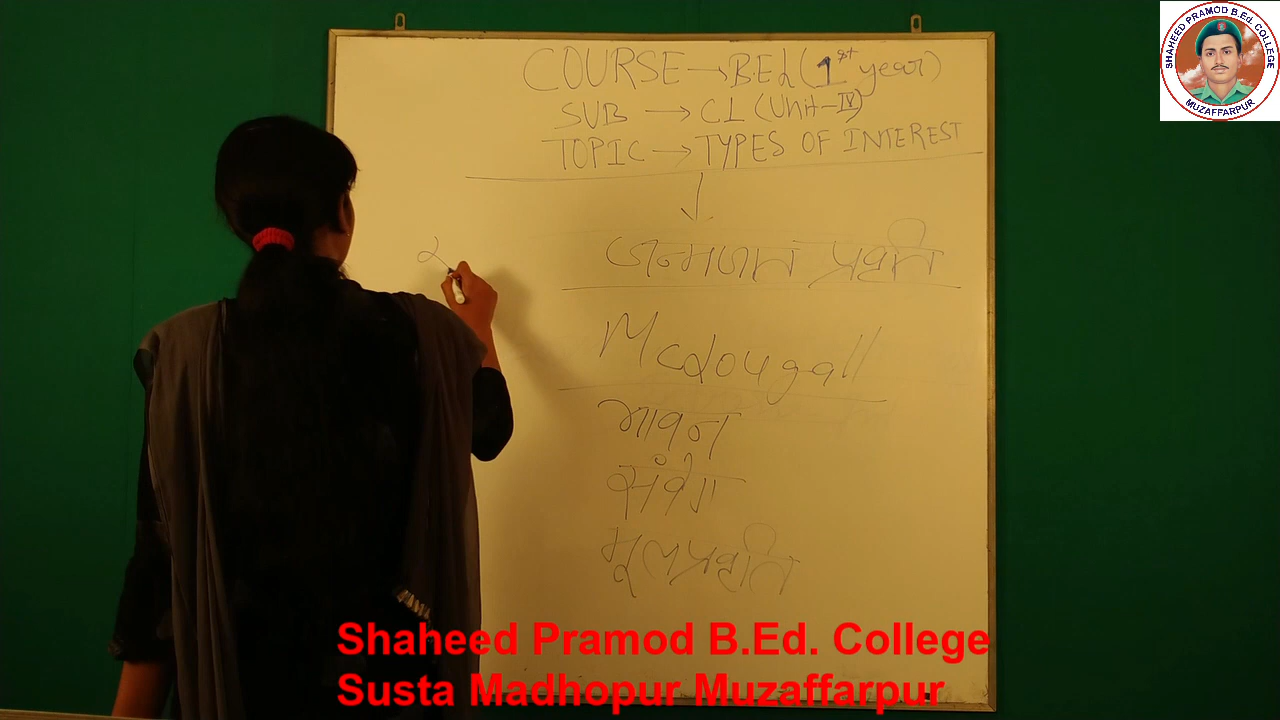 COURSE → B.Ed (1st year)
SUB → C1 (Unit-IV)
TOPIC → TYPES OF INTEREST
↓
जन्मजात प्रवृति
Mcdougall
भावन
संवेग
मूलप्रवृति
SHAHEED PRAMOD B.Ed. COLLEGE
MUZAFFARPUR
Shaheed Pramod B.Ed. College
Susta Madhopur Muzaffarpur